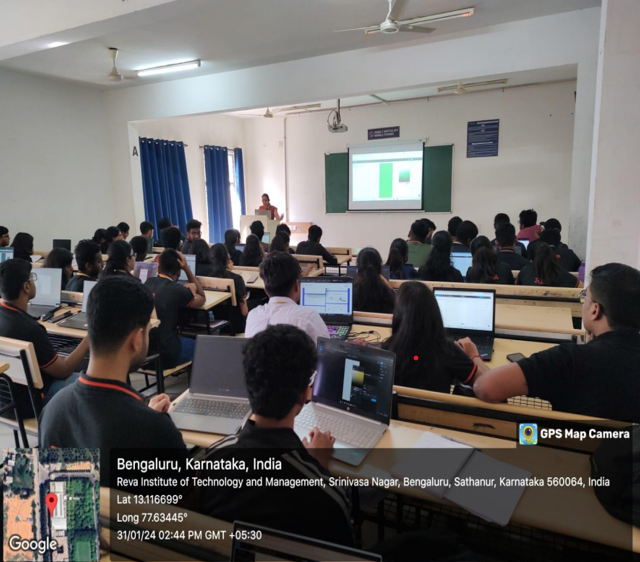 A
GPS Map Camera
Bengaluru, Karnataka, India
Reva Institute of Technology and Management, Srinivasa Nagar, Bengaluru, Sathanur, Karnataka 560064, India
Lat 13.116699°
Long 77.63445°
31/01/24 02:44 PM GMT +05:30
Google